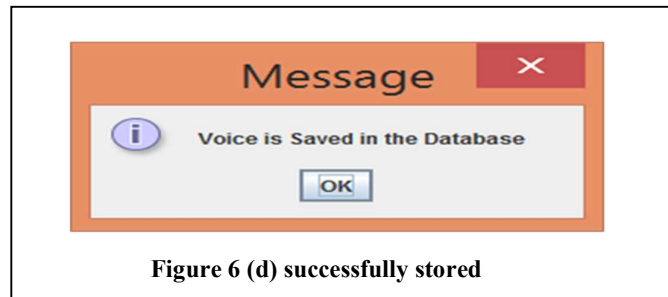 Message
Voice is Saved in the Database
OK
Figure 6 (d) successfully stored